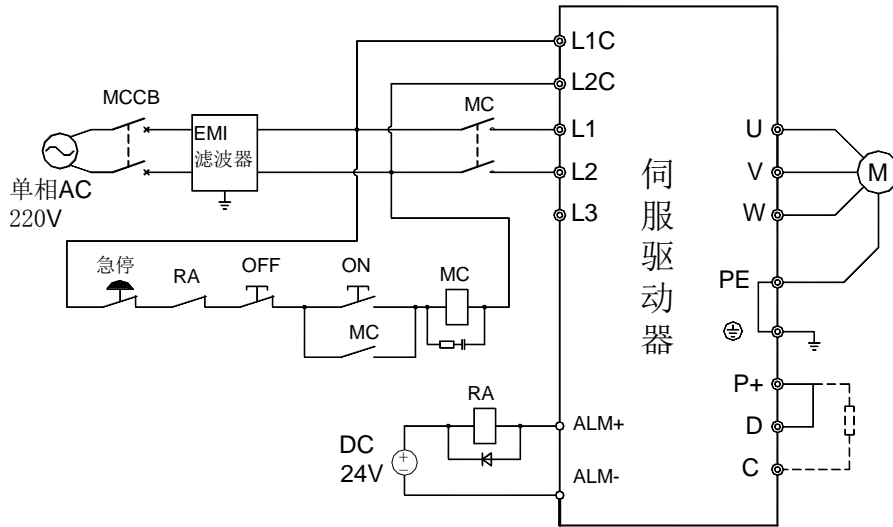 L1C
L2C
MCCB
MC
EMI
滤波器
L1
U
单相AC
220V
L2
V
M
伺服驱动器
L3
W
急停
RA
OFF
ON
MC
PE
MC
P+
RA
ALM+
D
DC
24V
ALM-
C